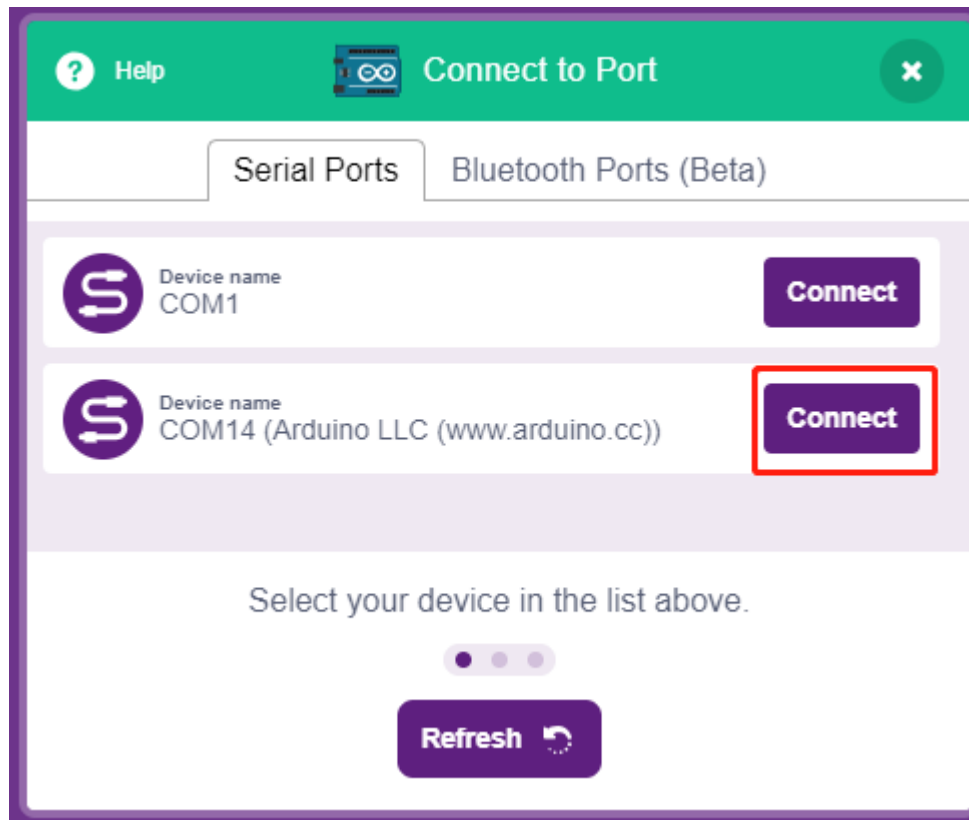 Help
Connect to Port
Serial Ports
Bluetooth Ports (Beta)
Device name
COM1
Connect
Device name
COM14 (Arduino LLC (www.arduino.cc))
Connect
Select your device in the list above.
Refresh